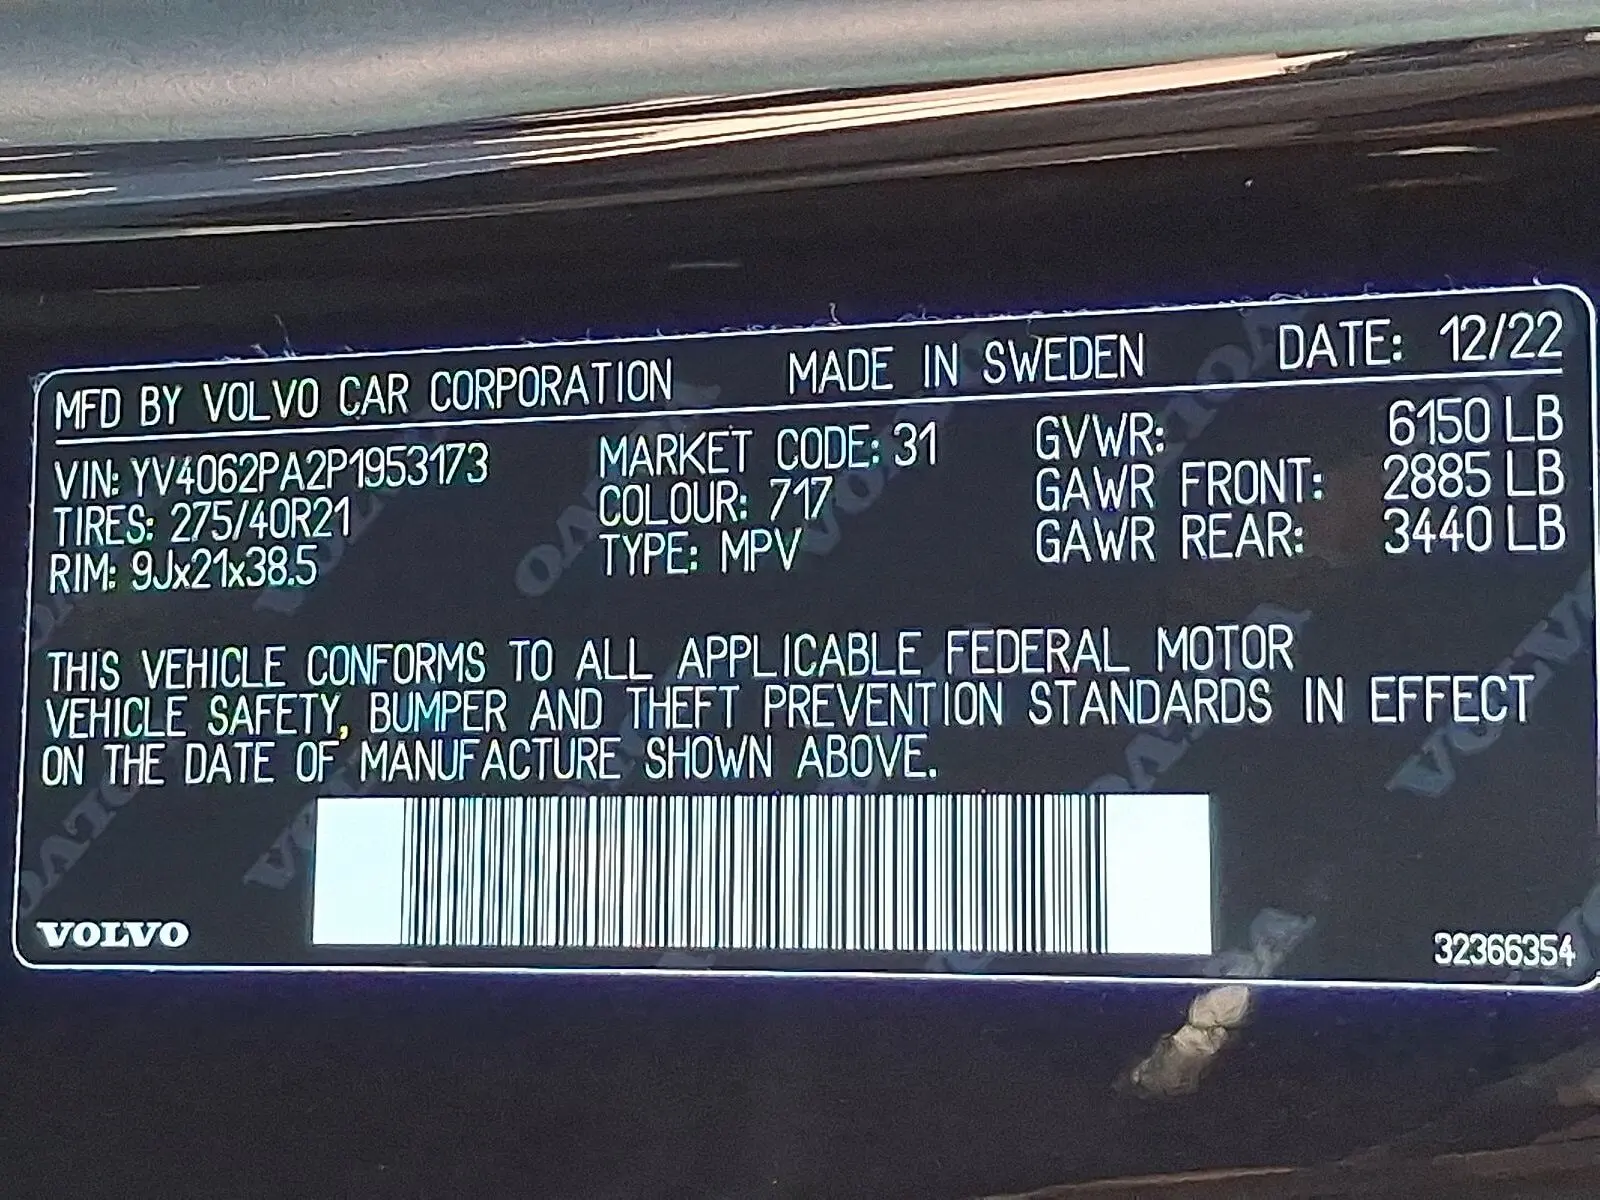 MFD BY VOLVO CAR CORPORATION MADE IN SWEDEN DATE: 12/22
VIN: YV4062PA2P1953173 MARKET CODE: 31 GVWR: 6150 LB
TIRES: 275/40R21 COLOUR: 717 GAWR FRONT: 2885 LB
RIM: 9Jx21x38.5 TYPE: MPV GAWR REAR: 3440 LB
THIS VEHICLE CONFORMS TO ALL APPLICABLE FEDERAL MOTOR
VEHICLE SAFETY, BUMPER AND THEFT PREVENTION STANDARDS IN EFFECT
ON THE DATE OF MANUFACTURE SHOWN ABOVE.
VOLVO 32366354